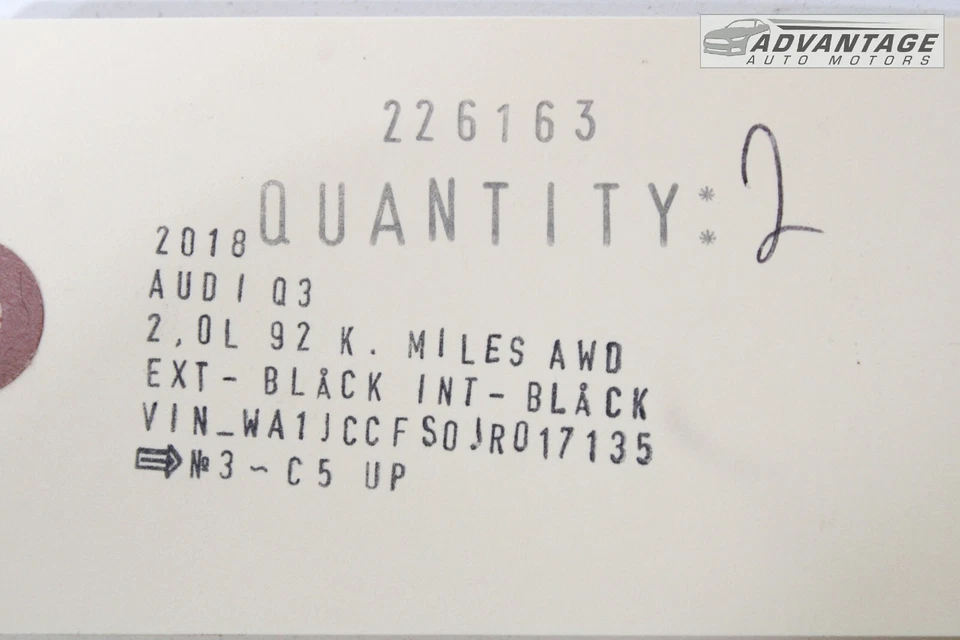 ADVANTAGE
AUTO MOTORS
226163
QUANTITY: 2
2018
AUDI Q3
2,0L 92 K. MILES AWD
EXT- BLÅCK INT-BLÅCK
VIN_WA1JCCFS0JR017135
⇒ №3~C5 UP